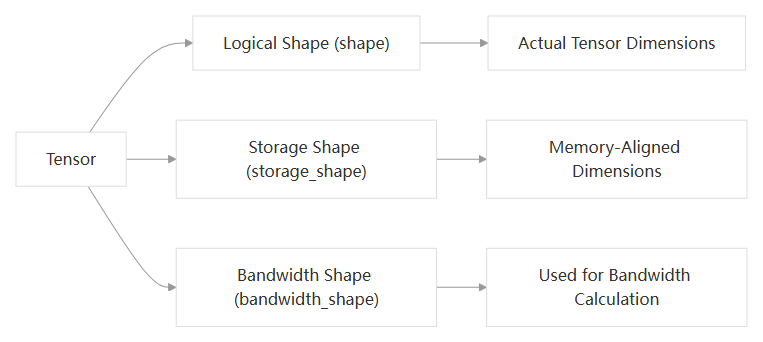 Logical Shape (shape)
Actual Tensor Dimensions
Tensor
Storage Shape
(storage_shape)
Memory-Aligned
Dimensions
Bandwidth Shape
(bandwidth_shape)
Used for Bandwidth
Calculation